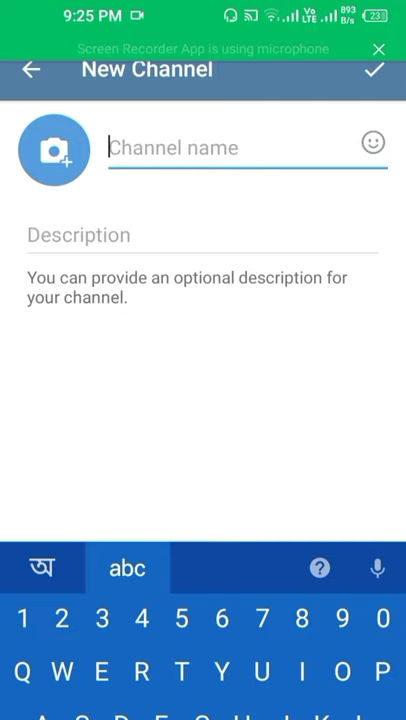 9:25 PM
Vo
LTE
893
B/s
23
Screen Recorder App is using microphone
New Channel
Channel name
Description
You can provide an optional description for
your channel.
অ
abc
?
1 2 3 4 5 6 7 8 9 0
Q W E R T Y U I O P